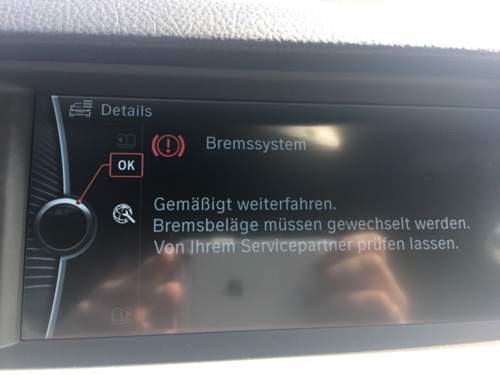 Details
Bremssystem
OK
Gemäßigt weiterfahren.
Bremsbeläge müssen gewechselt werden.
Von Ihrem Servicepartner prüfen lassen.